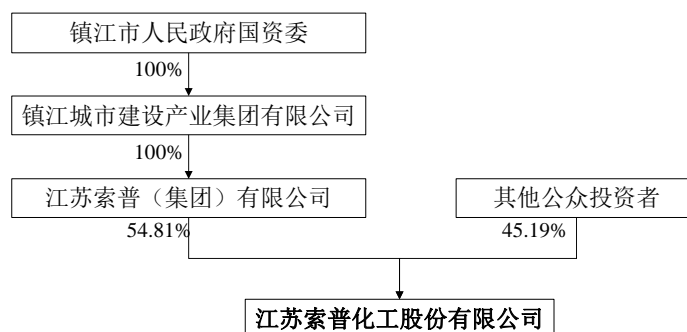 镇江市人民政府国资委
100%
镇江城市建设产业集团有限公司
100%
江苏索普（集团）有限公司
其他公众投资者
54.81%
45.19%
江苏索普化工股份有限公司